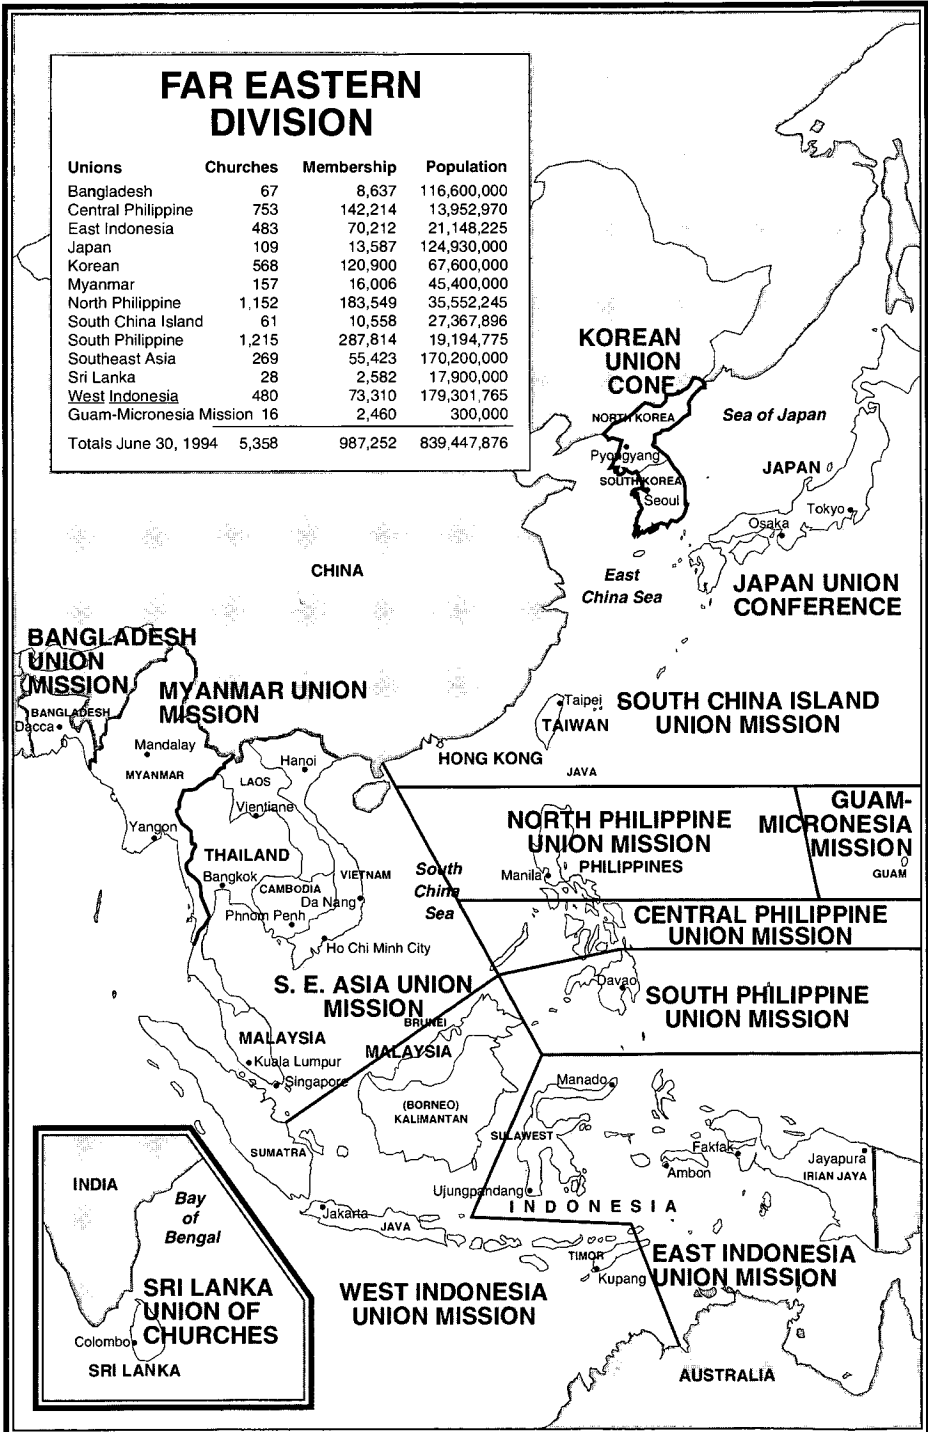 FAR EASTERN
DIVISION
Unions Churches Membership Population
Bangladesh 67 8,637 116,600,000
Central Philippine 753 142,214 13,952,970
East Indonesia 483 70,212 21,148,225
Japan 109 13,587 124,930,000
Korean 568 120,900 67,600,000
Myanmar 157 16,006 45,400,000
North Philippine 1,152 183,549 35,552,245
South China Island 61 10,558 27,367,896
South Philippine 1,215 287,814 19,194,775
Southeast Asia 269 55,423 170,200,000
Sri Lanka 28 2,582 17,900,000
West Indonesia 480 73,310 179,301,765
Guam-Micronesia Mission 16 2,460 300,000
Totals June 30, 1994 5,358 987,252 839,447,876
KOREAN
UNION
CONF.
NORTH KOREA
Sea of Japan
Pyongyang
JAPAN
SOUTH KOREA
Seoul
Tokyo
Osaka
CHINA
East
China Sea
JAPAN UNION
CONFERENCE
BANGLADESH
UNION
MISSION
MYANMAR UNION
MISSION
BANGLADESH
Dacca
Taipei
TAIWAN
SOUTH CHINA ISLAND
UNION MISSION
Mandalay
MYANMAR
Hanoi
HONG KONG
JAVA
LAOS
Vientiane
Yangon
NORTH PHILIPPINE
UNION MISSION
PHILIPPINES
GUAM-
MICRONESIA
MISSION
GUAM
THAILAND
Bangkok
CAMBODIA
VIETNAM
Da Nang
Phnom Penh
Ho Chi Minh City
South
China
Sea
Manila
CENTRAL PHILIPPINE
UNION MISSION
S. E. ASIA UNION
MISSION
Davao
SOUTH PHILIPPINE
UNION MISSION
BRUNEI
MALAYSIA
MALAYSIA
Kuala Lumpur
Singapore
Manado
(BORNEO)
KALIMANTAN
SULAWEST
SUMATRA
Fakfak
Ambon
Jayapura
IRIAN JAYA
Ujungpandang
INDONESIA
Jakarta
JAVA
TIMOR
Kupang
EAST INDONESIA
UNION MISSION
WEST INDONESIA
UNION MISSION
INDIA
Bay
of
Bengal
SRI LANKA
UNION OF
CHURCHES
Colombo
SRI LANKA
AUSTRALIA